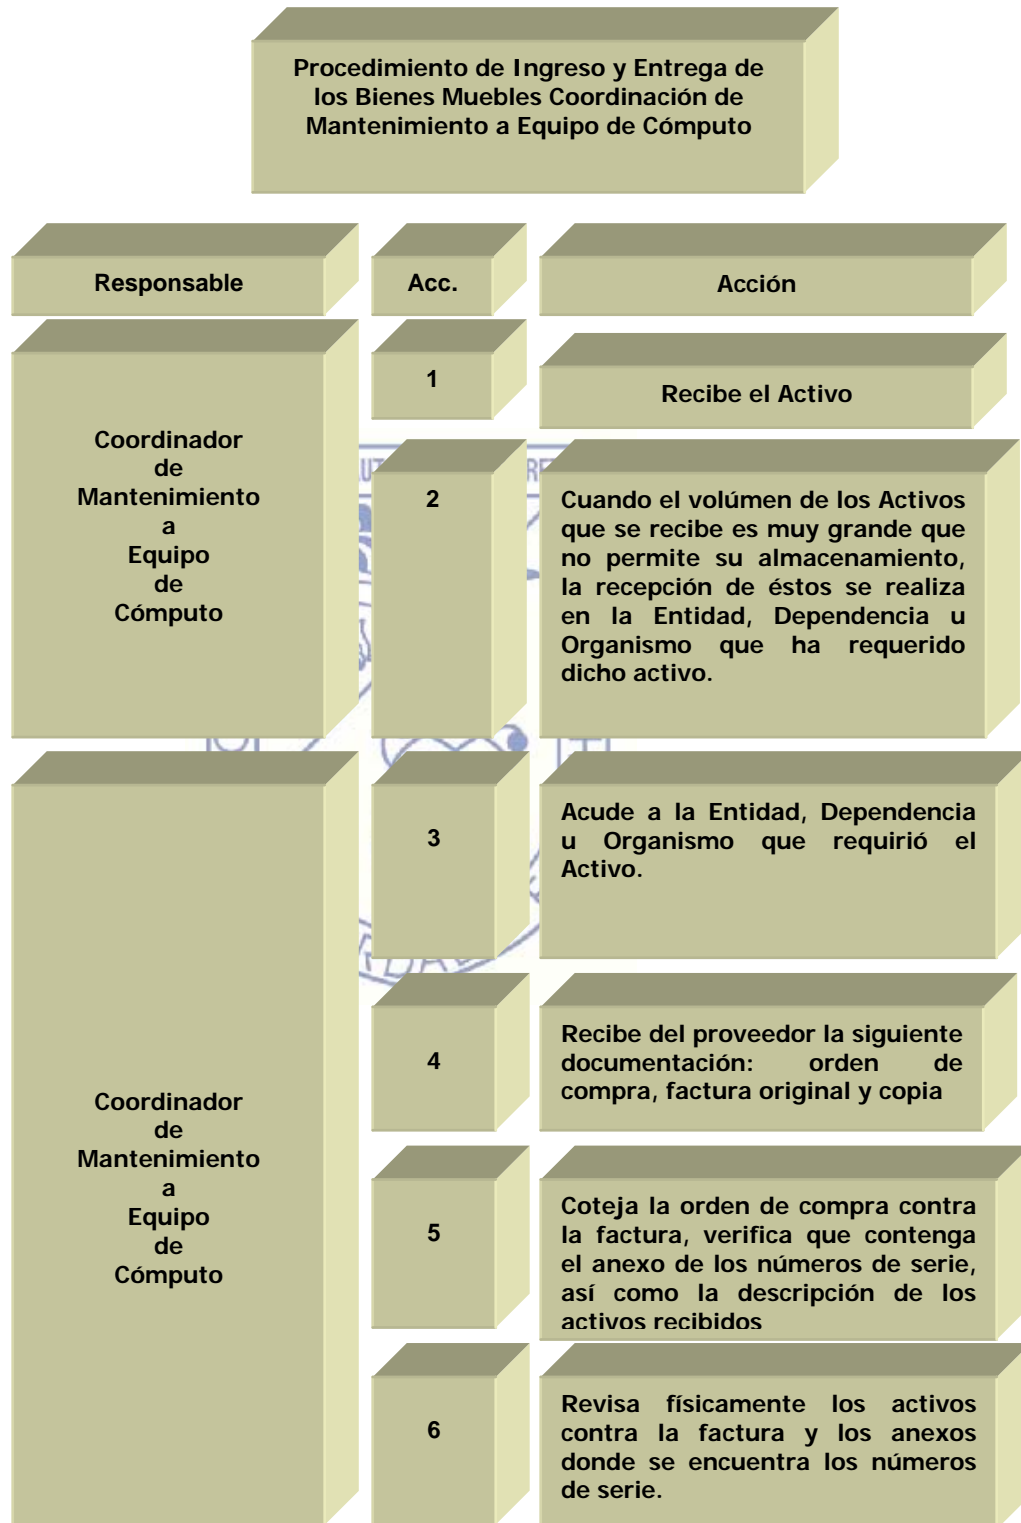 Procedimiento de Ingreso y Entrega de
los Bienes Muebles Coordinación de
Mantenimiento a Equipo de Cómputo
Responsable
Acc.
Acción
Coordinador
de
Mantenimiento
a
Equipo
de
Cómputo
1
Recibe el Activo
2
Cuando el volúmen de los Activos
que se recibe es muy grande que
no permite su almacenamiento,
la recepción de éstos se realiza
en la Entidad, Dependencia u
Organismo que ha requerido
dicho activo.
Coordinador
de
Mantenimiento
a
Equipo
de
Cómputo
3
Acude a la Entidad, Dependencia
u Organismo que requirió el
Activo.
4
Recibe del proveedor la siguiente
documentación: orden de
compra, factura original y copia
5
Coteja la orden de compra contra
la factura, verifica que contenga
el anexo de los números de serie,
así como la descripción de los
activos recibidos
6
Revisa físicamente los activos
contra la factura y los anexos
donde se encuentra los números
de serie.